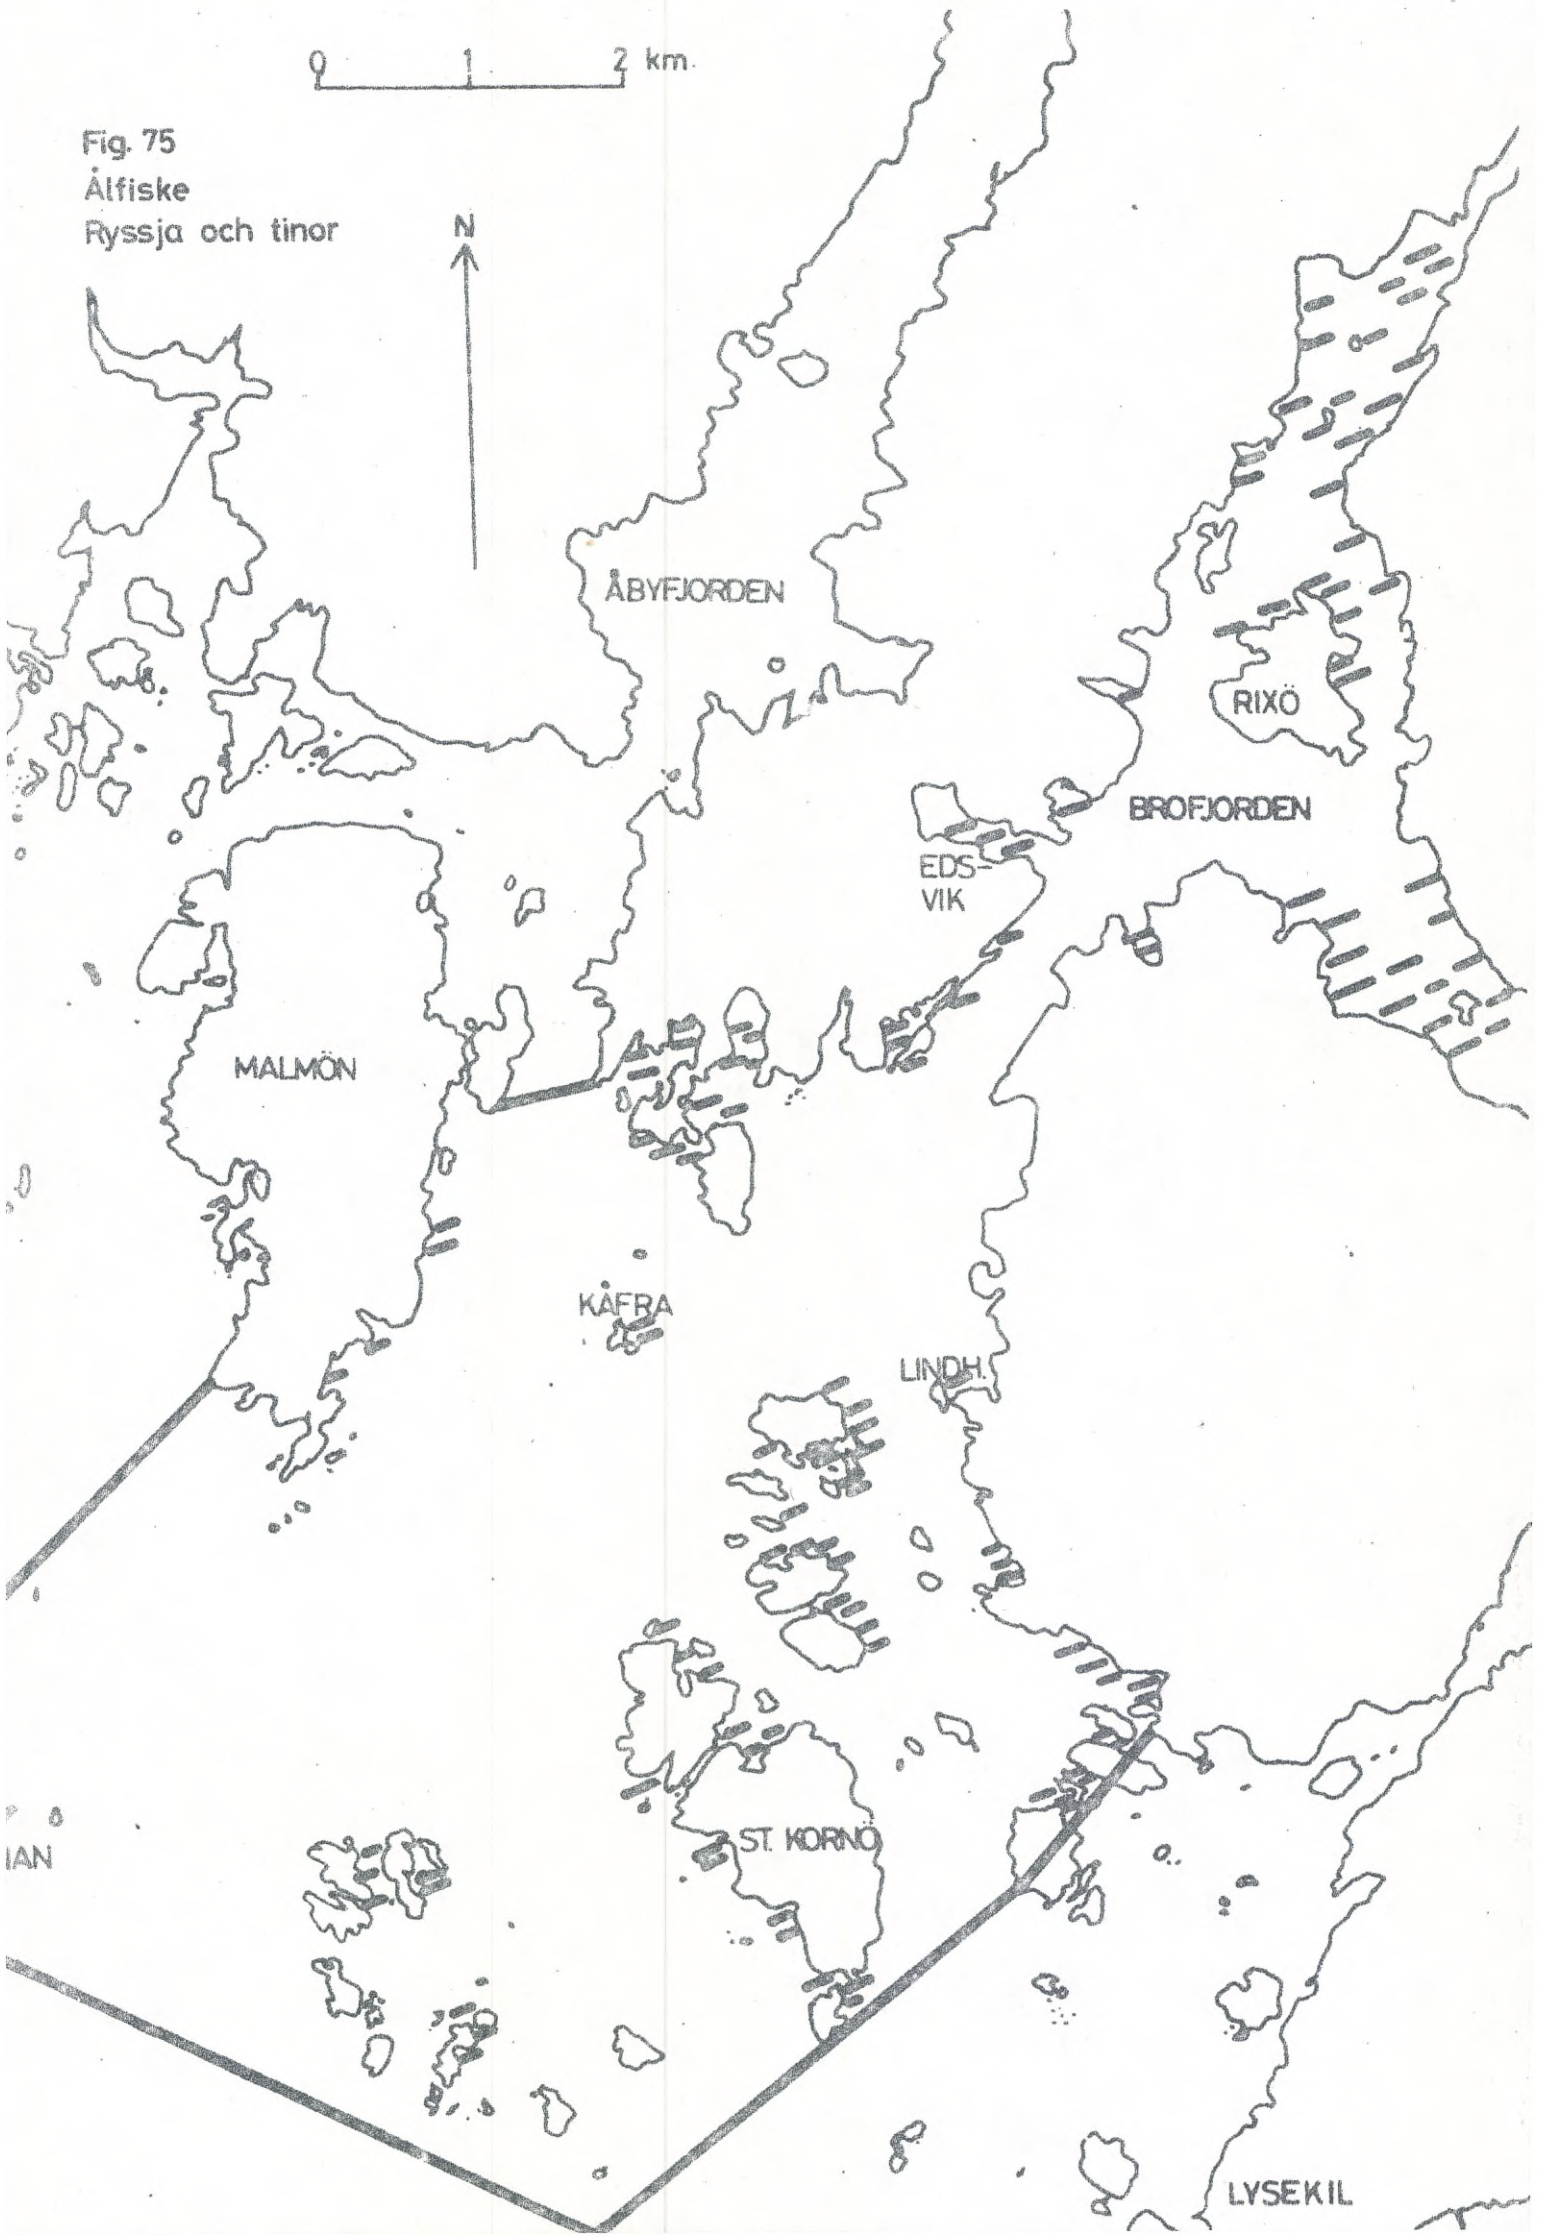 0 1 2 km.
Fig. 75
Ålfiske
Ryssja och tinor
N
ÅBYFJORDEN
RIXÖ
BROFJORDEN
EDS-
VIK
MALMÖN
KÅFRA
LINDH.
ST. KORNÖ
IAN
LYSEKIL